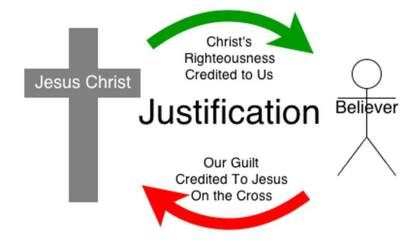 Christ's
Righteousness
Credited to Us
Jesus Christ
Justification
Believer
Our Guilt
Credited To Jesus
On the Cross